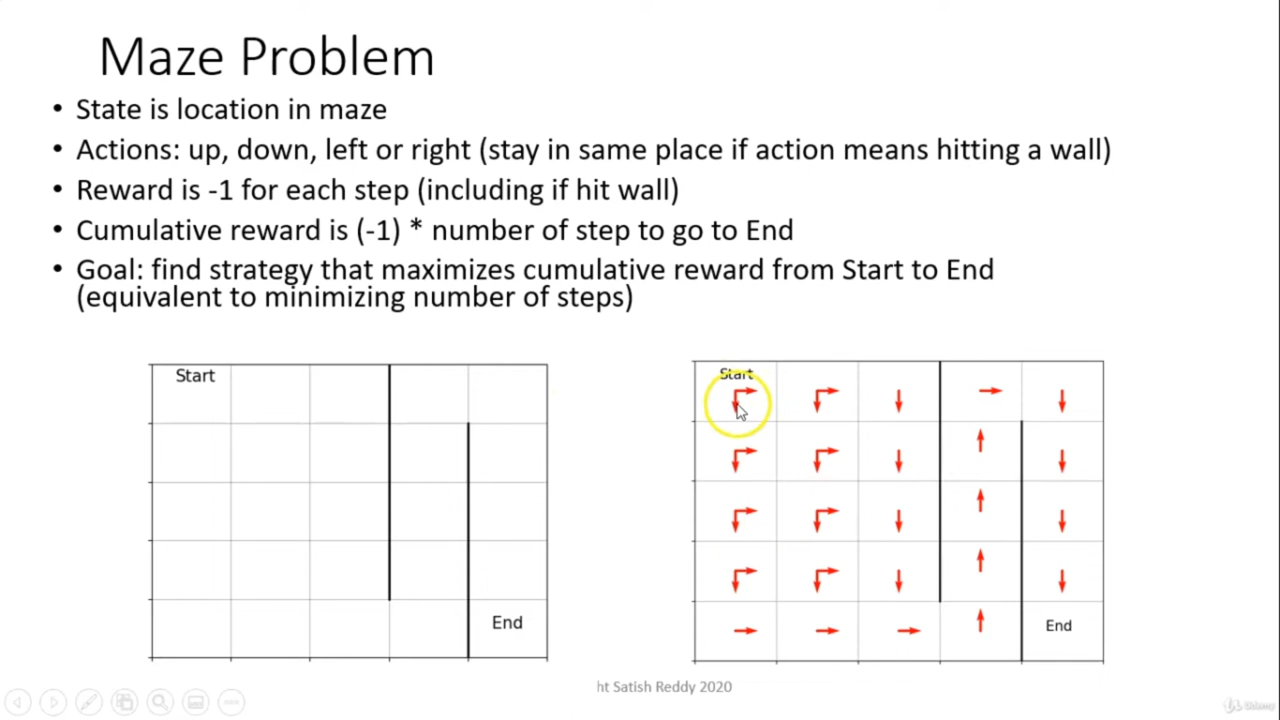 Maze Problem
• State is location in maze
• Actions: up, down, left or right (stay in same place if action means hitting a wall)
• Reward is -1 for each step (including if hit wall)
• Cumulative reward is (-1) * number of step to go to End
• Goal: find strategy that maximizes cumulative reward from Start to End
(equivalent to minimizing number of steps)
Start
End
Start
End
ht Satish Reddy 2020
Udemy